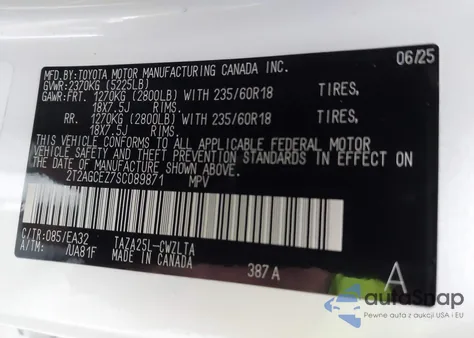 06/25
MFD.BY:TOYOTA MOTOR MANUFACTURING CANADA INC.
GVWR:2370KG (5225LB)
GAWR:FRT. 1270KG (2800LB) WITH 235/60R18 TIRES,
18X7.5J RIMS.
RR. 1270KG (2800LB) WITH 235/60R18 TIRES,
18X7.5J RIMS.
THIS VEHICLE CONFORMS TO ALL APPLICABLE FEDERAL MOTOR
VEHICLE SAFETY AND THEFT PREVENTION STANDARDS IN EFFECT ON
THE DATE OF MANUFACTURE SHOWN ABOVE.
2T2AGCEZ7SC089871 MPV
C/TR:085/EA32 TAZA25L-CWZLTA
A/TM: /UA81F MADE IN CANADA 387A A
autoSnap
Pewne auta z aukcji USA i EU